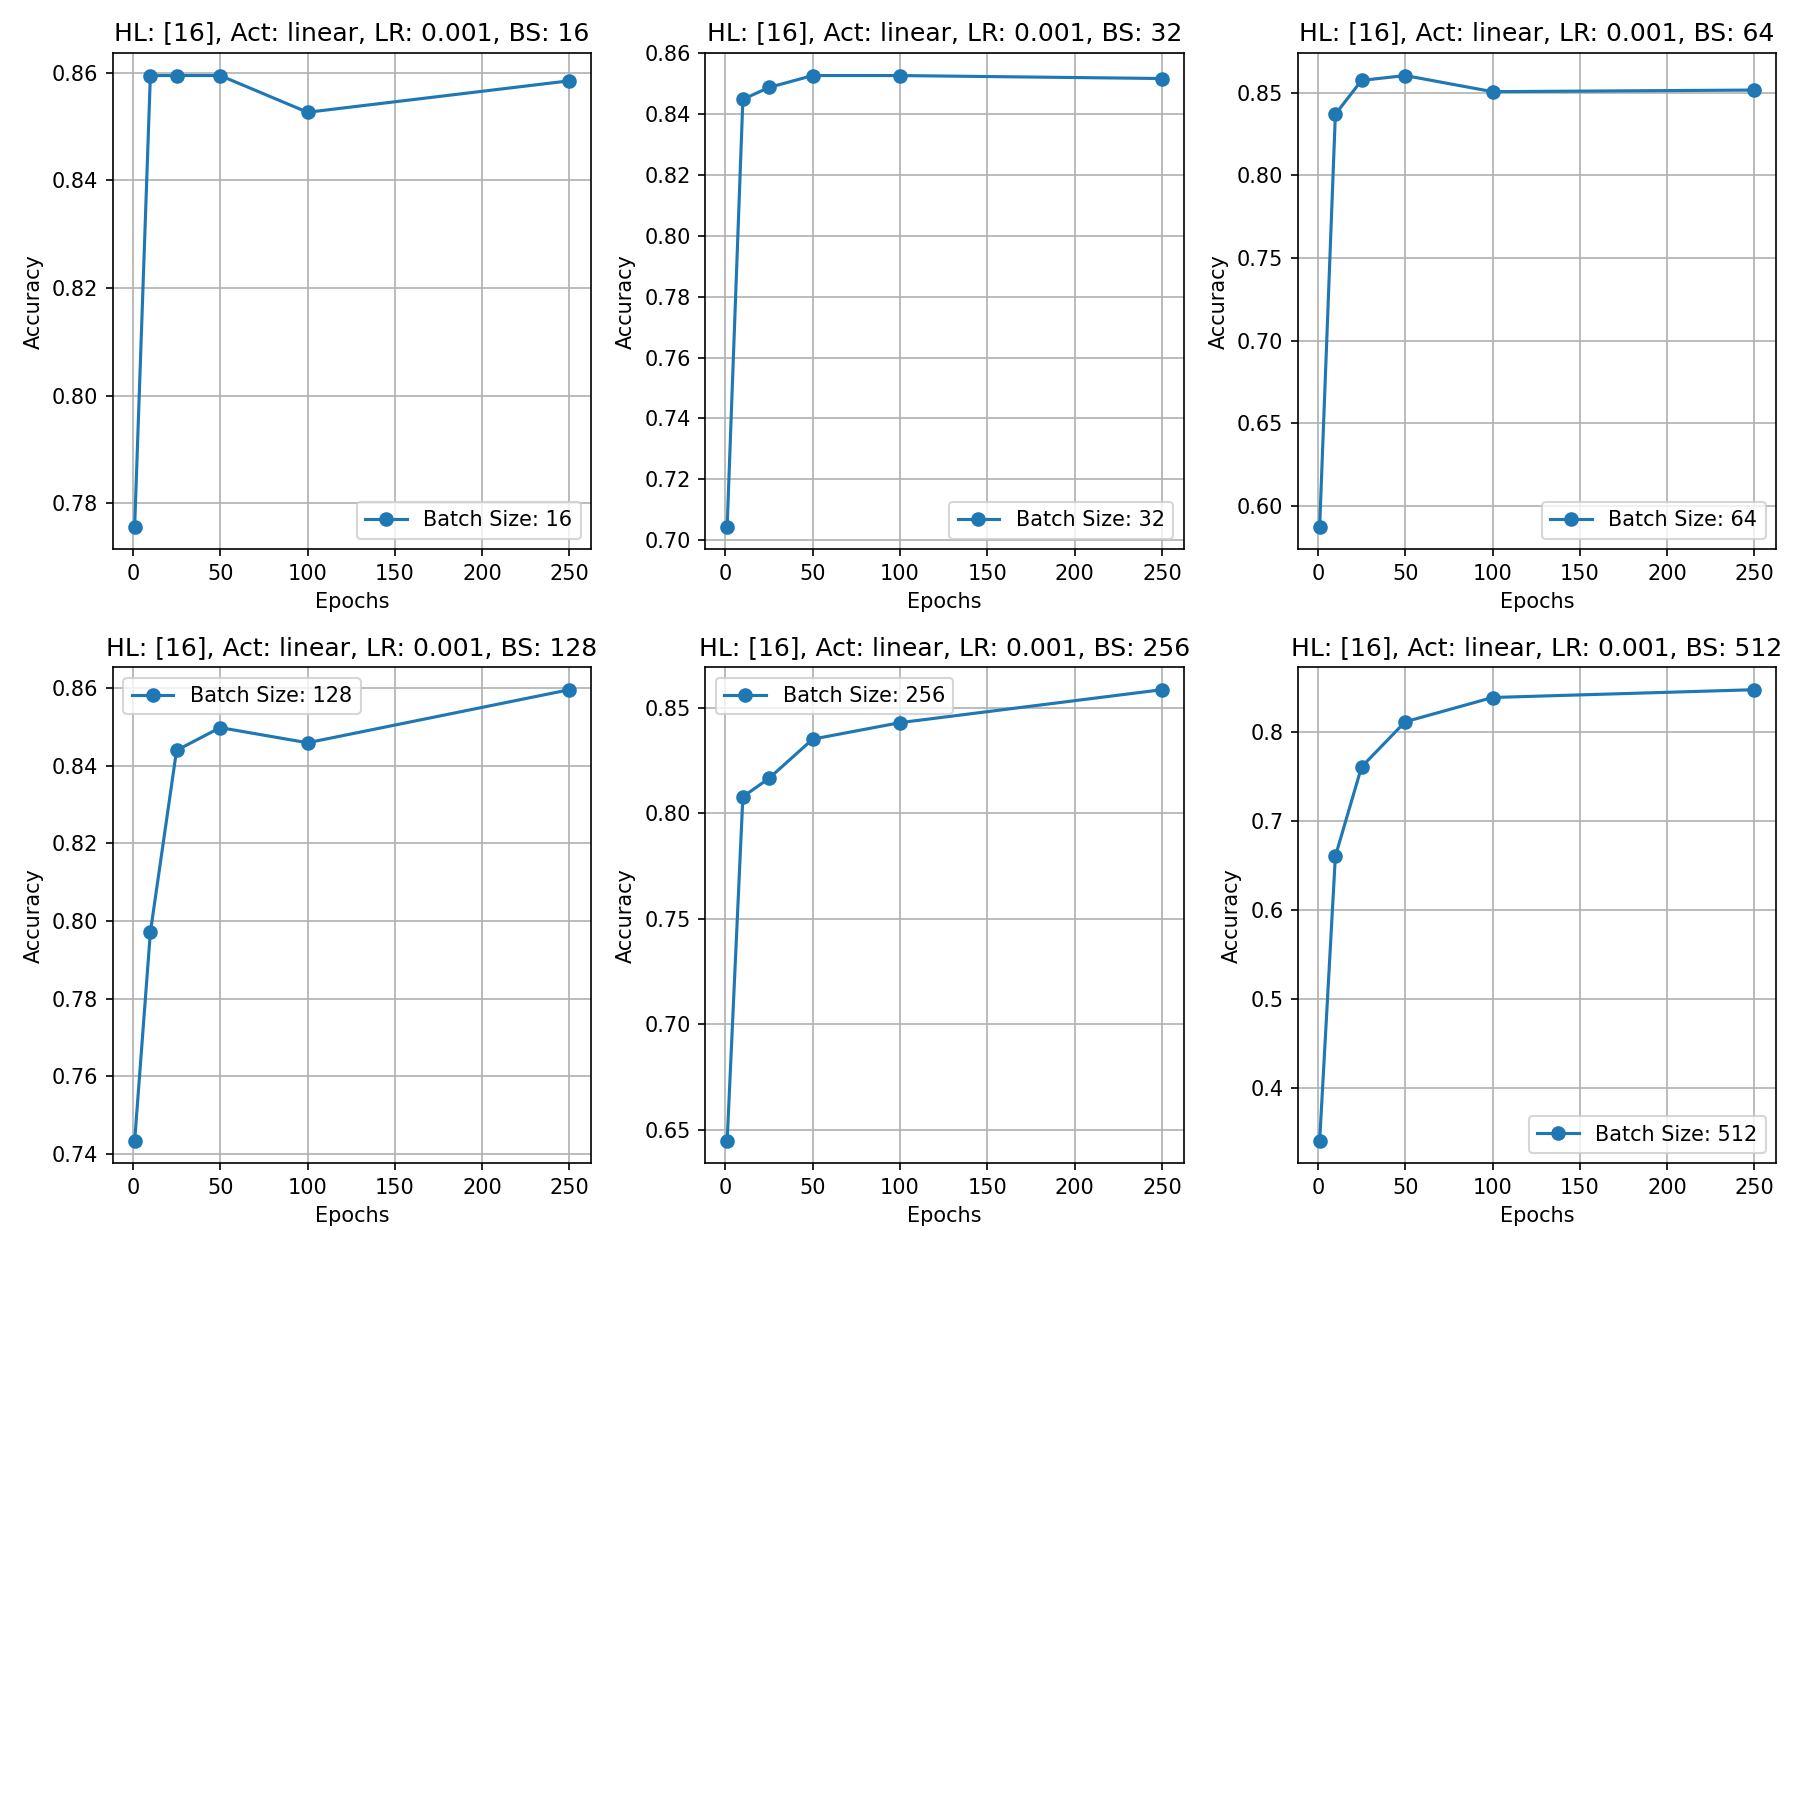 HL: [16], Act: linear, LR: 0.001, BS: 16
0.86
0.84
0.82
0.80
0.78
Accuracy
Batch Size: 16
0 50 100 150 200 250
Epochs
HL: [16], Act: linear, LR: 0.001, BS: 32
0.86
0.84
0.82
0.80
0.78
0.76
0.74
0.72
0.70
Accuracy
Batch Size: 32
0 50 100 150 200 250
Epochs
HL: [16], Act: linear, LR: 0.001, BS: 64
0.85
0.80
0.75
0.70
0.65
0.60
Accuracy
Batch Size: 64
0 50 100 150 200 250
Epochs
HL: [16], Act: linear, LR: 0.001, BS: 128
Batch Size: 128
0.86
0.84
0.82
0.80
0.78
0.76
0.74
Accuracy
0 50 100 150 200 250
Epochs
HL: [16], Act: linear, LR: 0.001, BS: 256
Batch Size: 256
0.85
0.80
0.75
0.70
0.65
Accuracy
0 50 100 150 200 250
Epochs
HL: [16], Act: linear, LR: 0.001, BS: 512
0.8
0.7
0.6
0.5
0.4
Accuracy
Batch Size: 512
0 50 100 150 200 250
Epochs